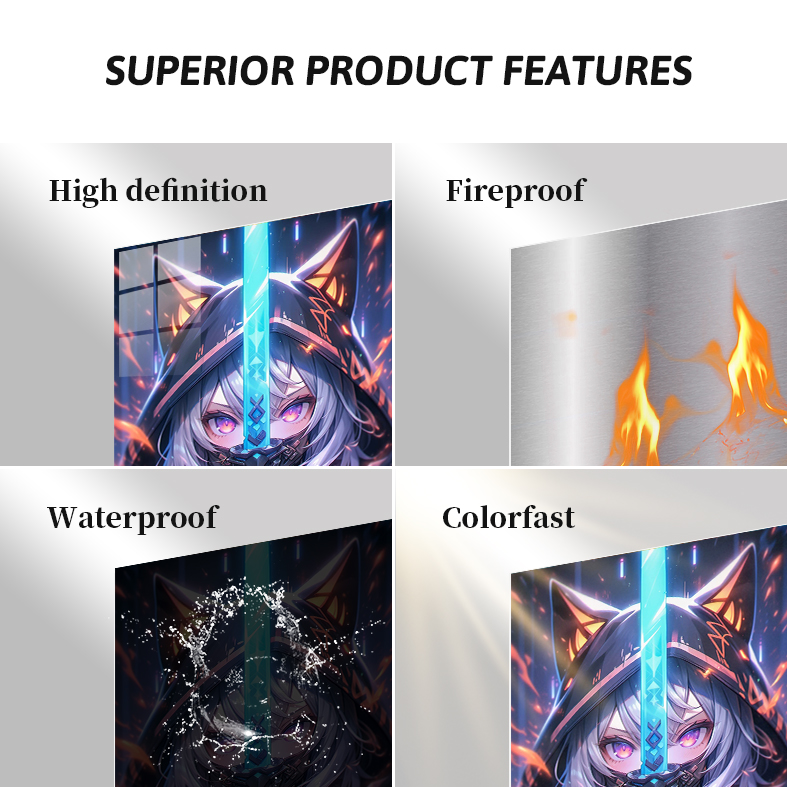 SUPERIOR PRODUCT FEATURES
High definition
Fireproof
Waterproof
Colorfast